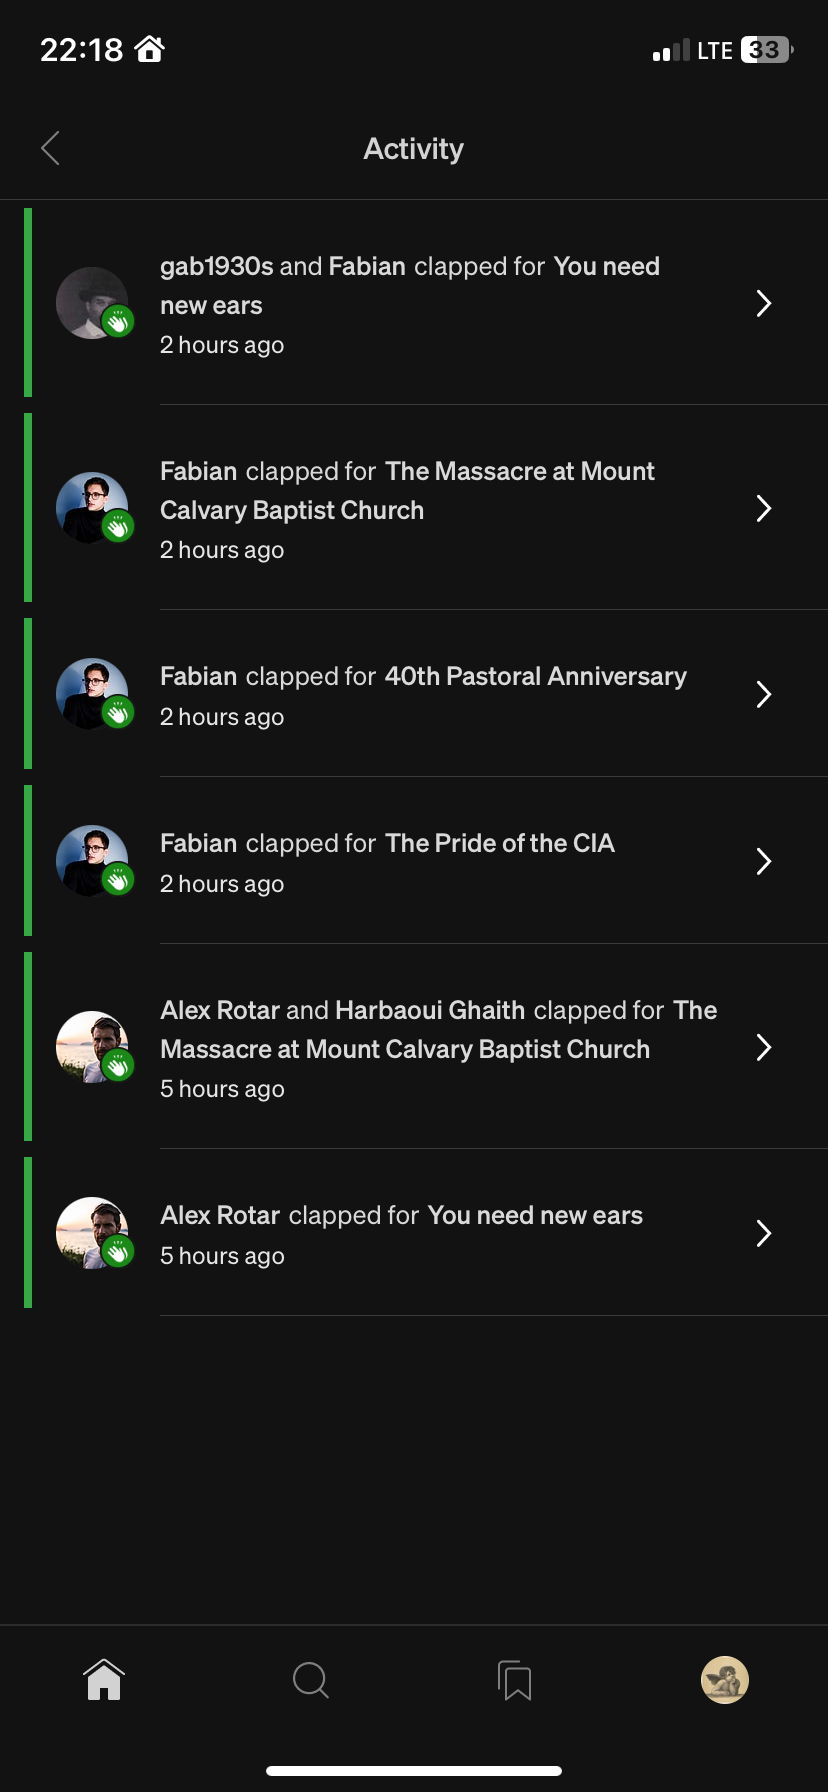 22:18
LTE 33
Activity
gab1930s and Fabian clapped for You need
new ears
2 hours ago
Fabian clapped for The Massacre at Mount
Calvary Baptist Church
2 hours ago
Fabian clapped for 40th Pastoral Anniversary
2 hours ago
Fabian clapped for The Pride of the CIA
2 hours ago
Alex Rotar and Harbaoui Ghaith clapped for The
Massacre at Mount Calvary Baptist Church
5 hours ago
Alex Rotar clapped for You need new ears
5 hours ago